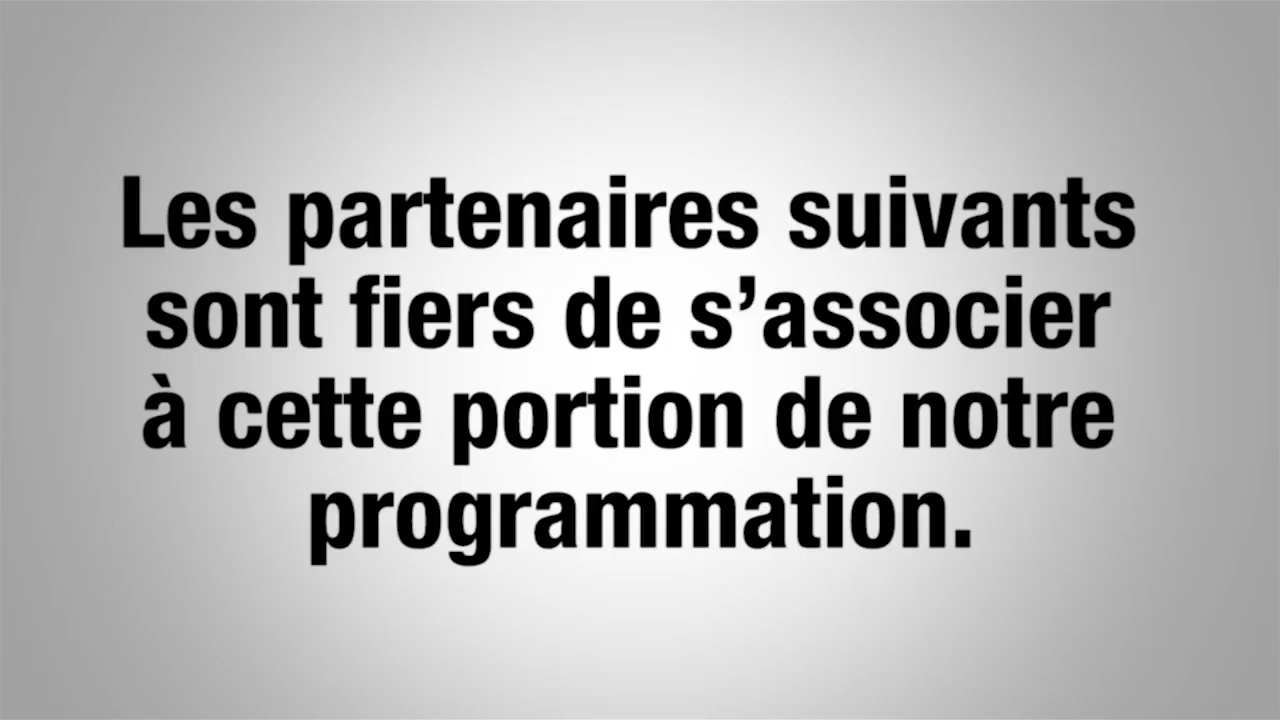 Les partenaires suivants
sont fiers de s’associer
à cette portion de notre
programmation.